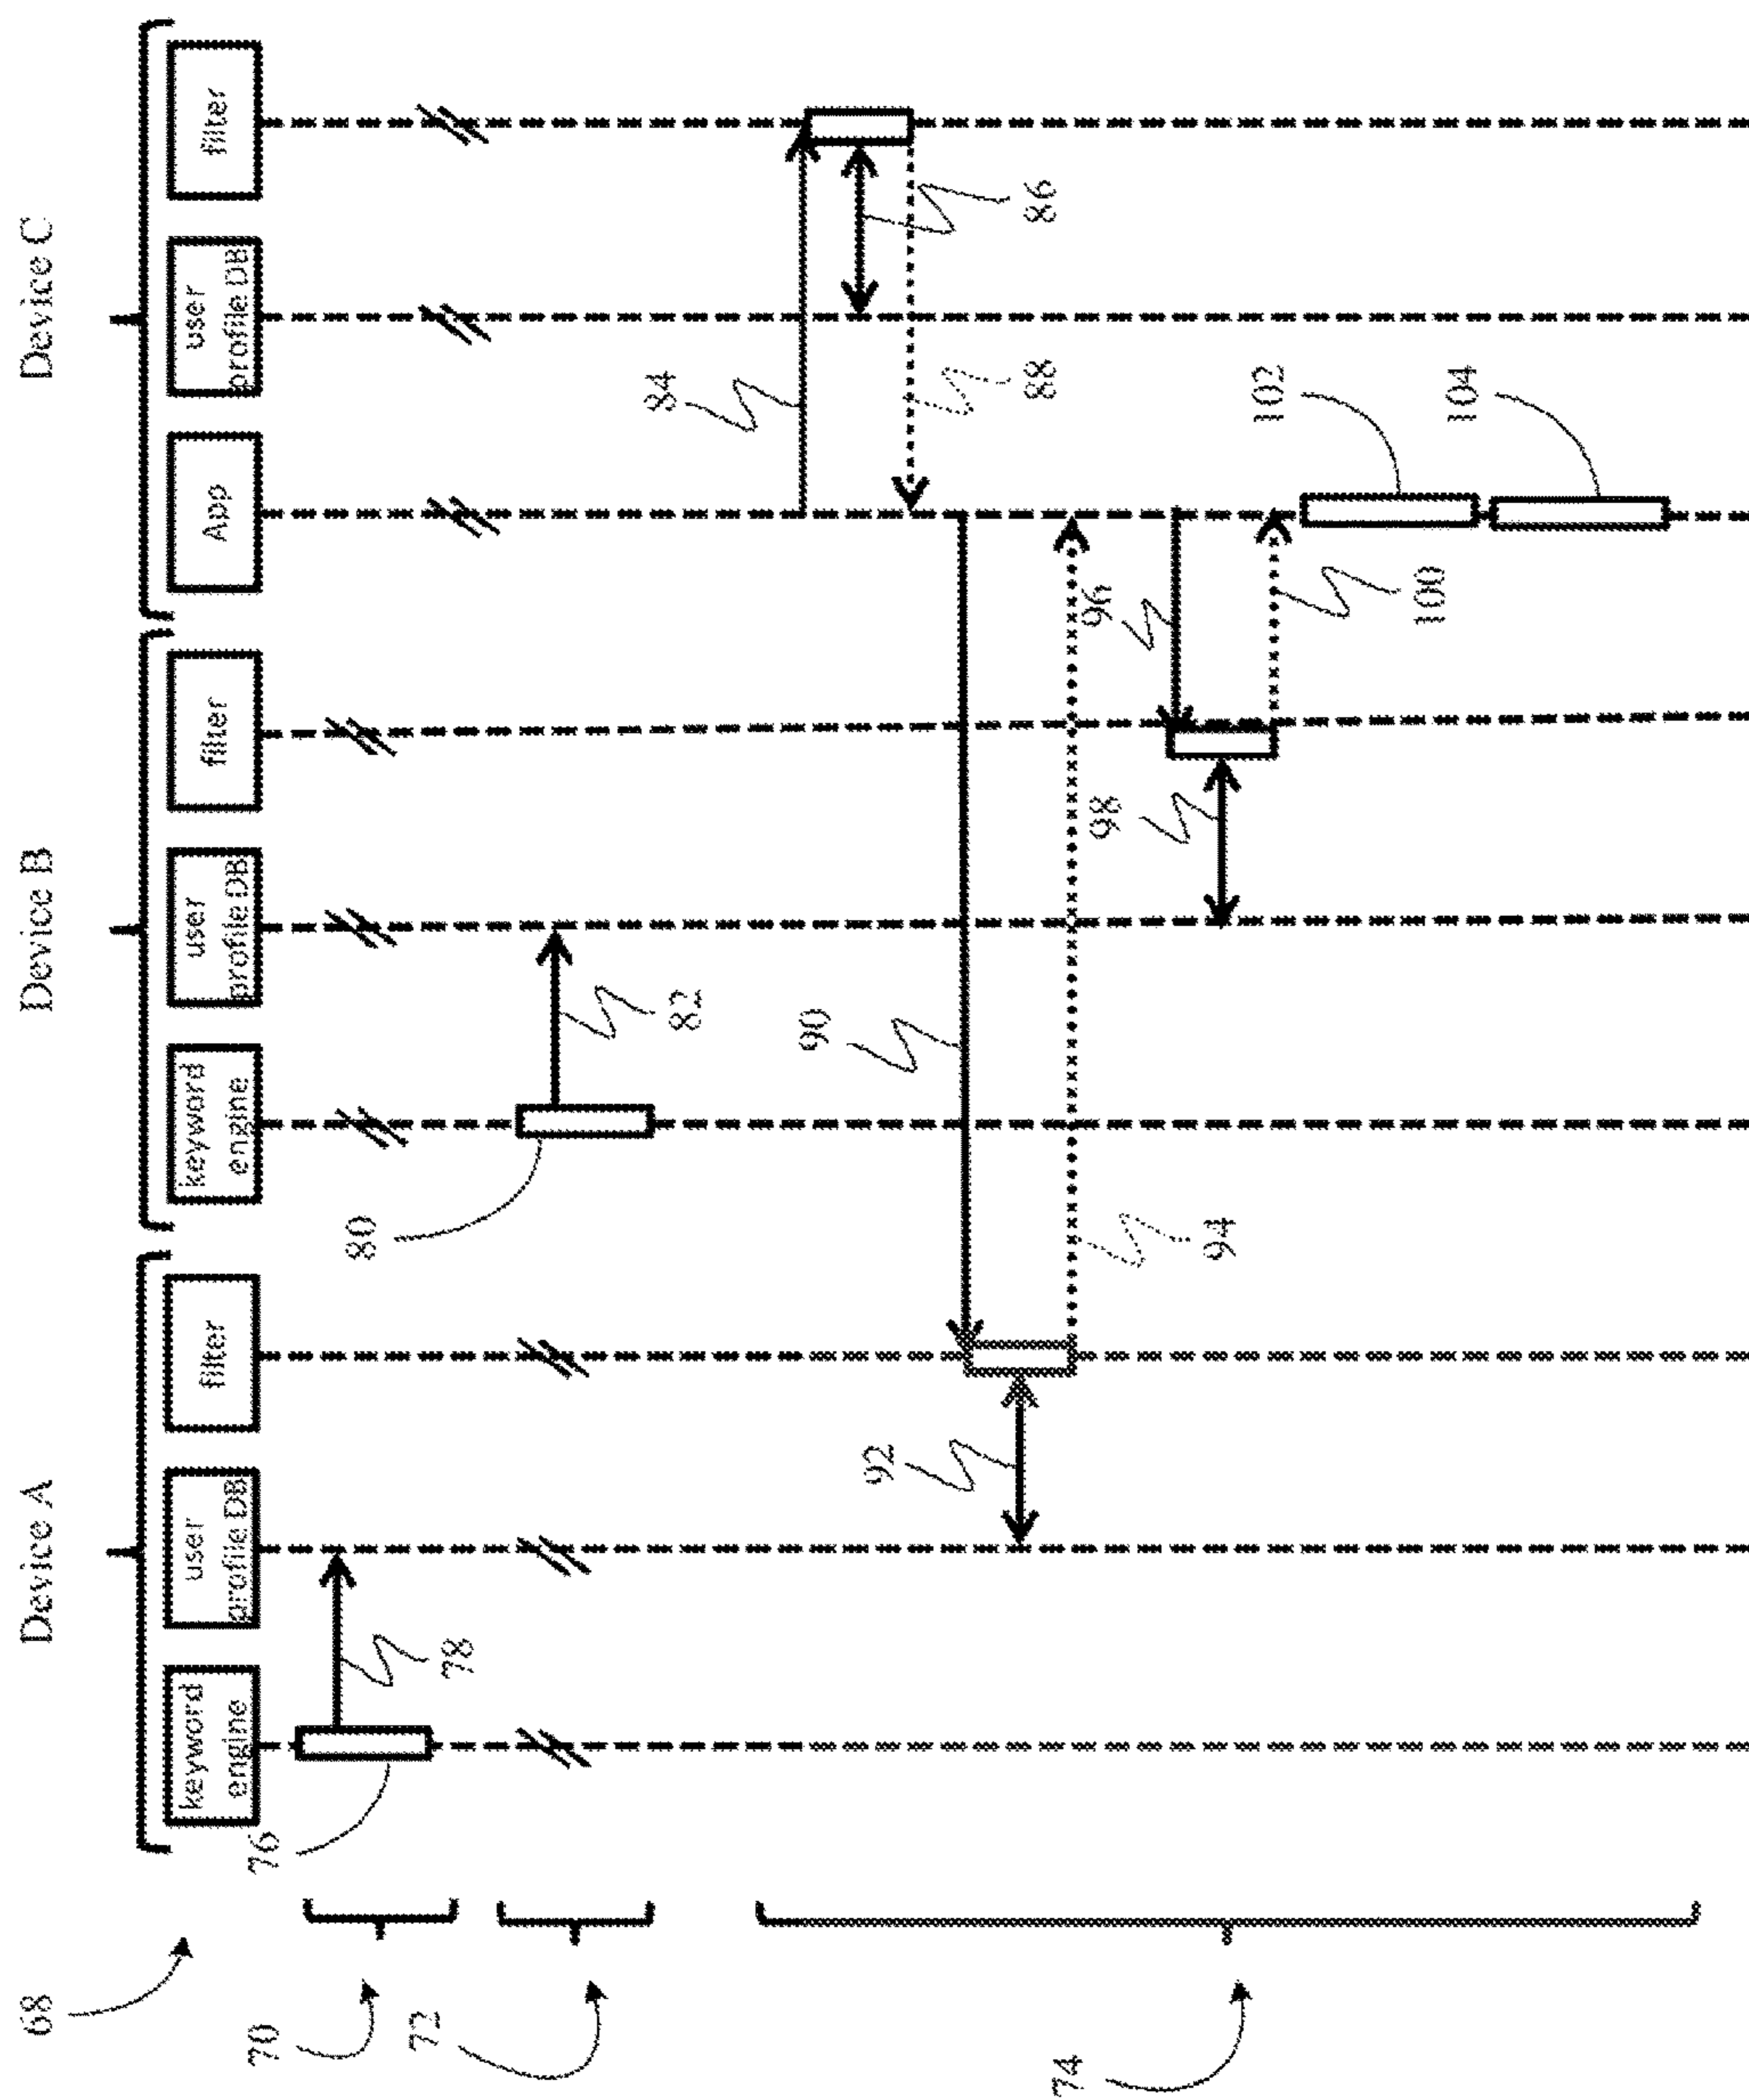 Device A
Device B
Device C
keyword
engine
user
profile DB
filter
keyword
engine
user
profile DB
filter
App
user
profile DB
filter
68
70
72
74
76
78
80
82
84
86
88
90
92
94
96
98
100
102
104